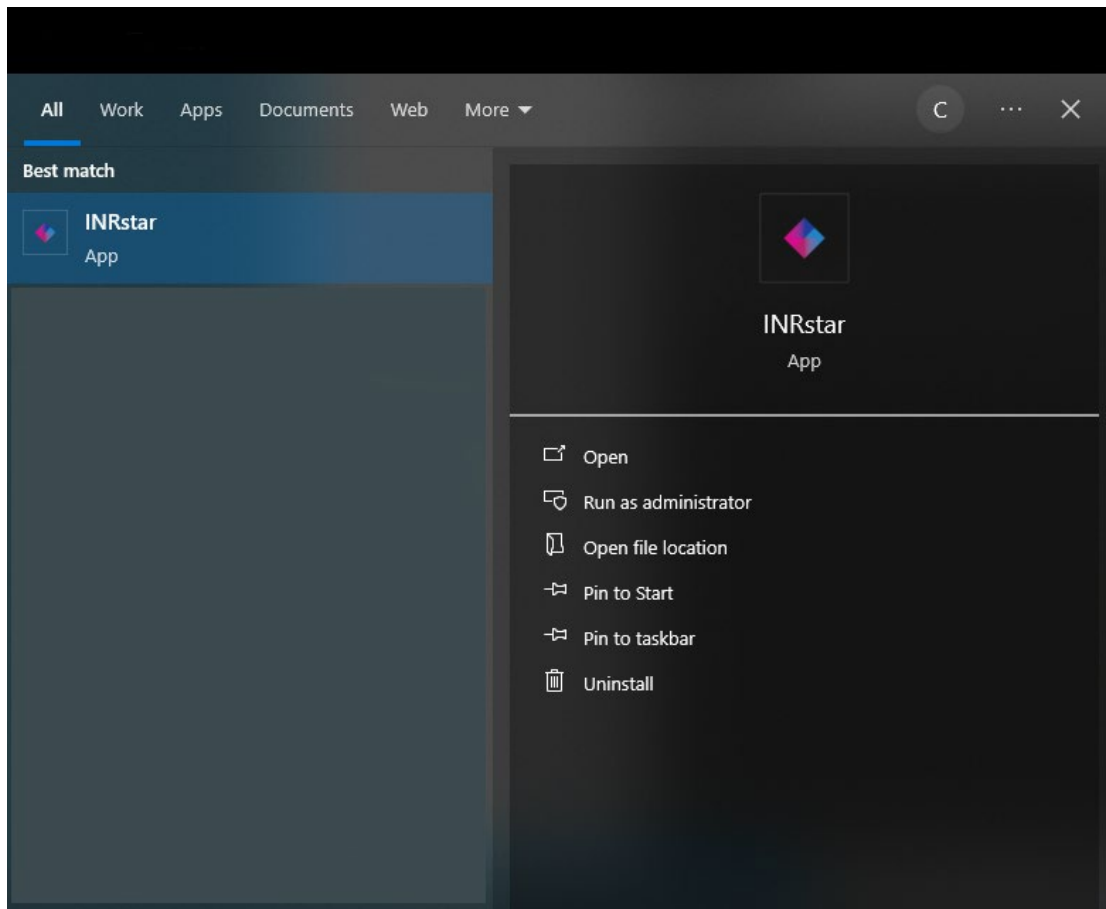 All Work Apps Documents Web More C ...
Best match
INRstar
App
INRstar
App
Open
Run as administrator
Open file location
Pin to Start
Pin to taskbar
Uninstall